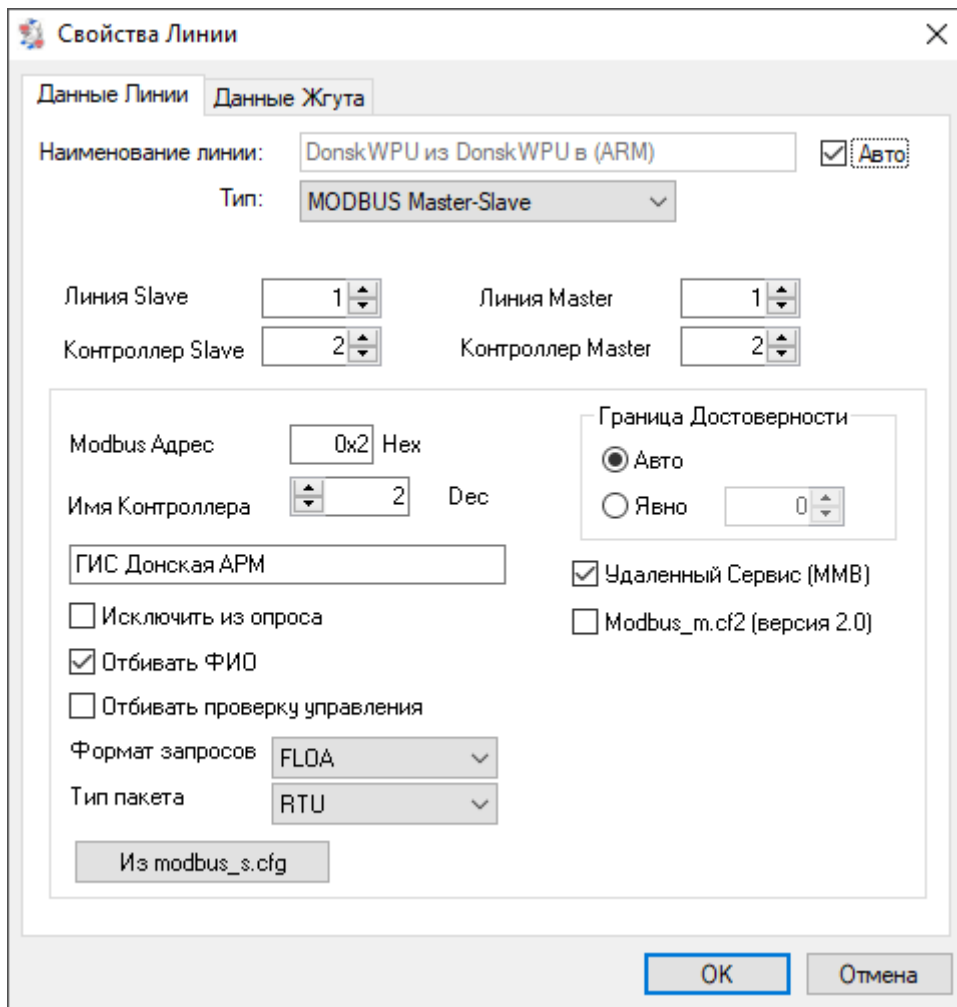 Свойства Линии
Данные Линии Данные Жгута
Наименование линии: DonskWPU из DonskWPU в (ARM) Авто
Тип: MODBUS Master-Slave
Линия Slave 1 Линия Master 1
Контроллер Slave 2 Контроллер Master 2
Граница Достоверности
Modbus Адрес 0x2 Hex
Авто
Имя Контроллера 2 Dec
Явно 0
ГИС Донская АРМ
Удаленный Сервис (MMB)
Исключить из опроса
Modbus_m.cf2 (версия 2.0)
Отбивать ФИО
Отбивать проверку управления
Формат запросов FLOA
Тип пакета RTU
Из modbus_s.cfg
OK Отмена